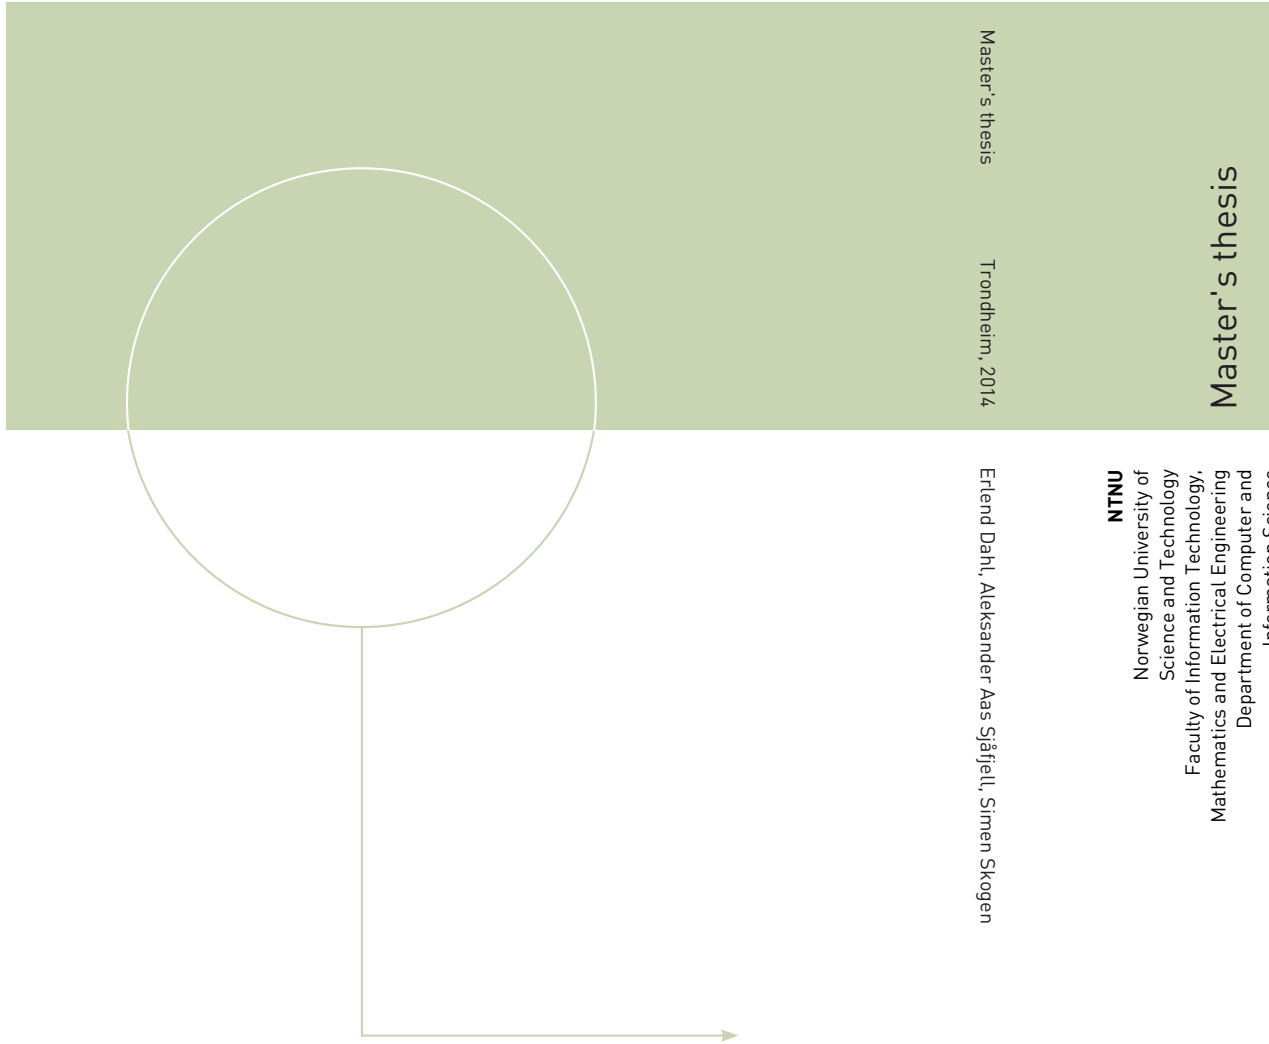 Master's thesis
Trondheim, 2014
Erlend Dahl, Aleksander Aas Sjåfjell, Simen Skogen
Master's thesis
NTNU
Norwegian University of
Science and Technology
Faculty of Information Technology,
Mathematics and Electrical Engineering
Department of Computer and